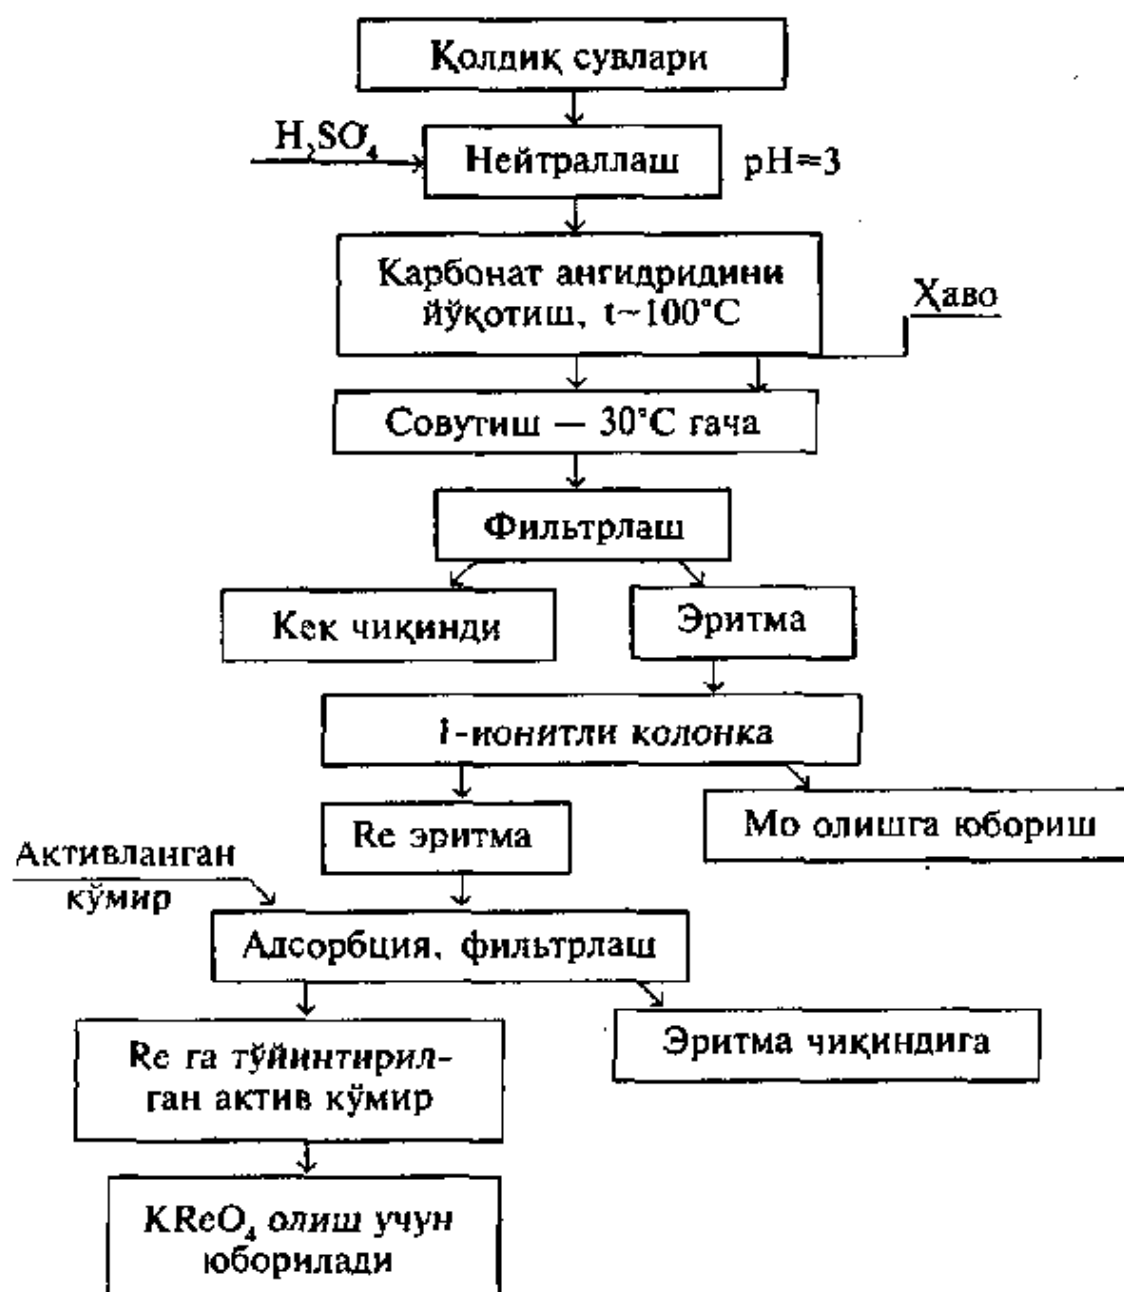 Қолдиқ сувлари
H₂SO₄
Нейтраллаш
pH=3
Карбонат ангидридини
йўқотиш, t~100°C
Ҳаво
Совутиш — 30°C гача
Фильтрлаш
Кек чиқинди
Эритма
1-ионитли колонка
Re эритма
Мо олишга юбориш
Активланган
кўмир
Адсорбция, фильтрлаш
Re га тўйинтирил-
ган актив кўмир
Эритма чиқиндига
KReO₄ олиш учун
юборилади